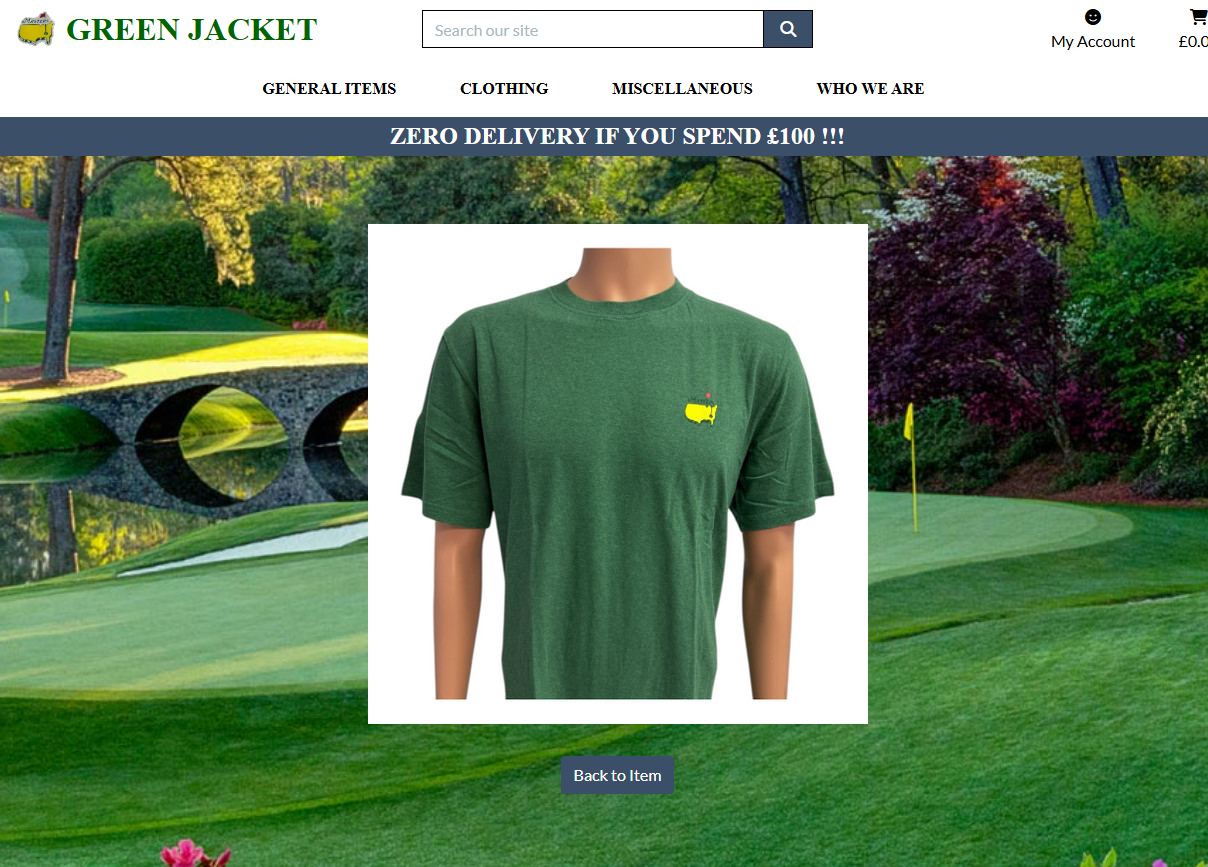 Masters
GREEN JACKET
Search our site
My Account
£0.0
GENERAL ITEMS
CLOTHING
MISCELLANEOUS
WHO WE ARE
ZERO DELIVERY IF YOU SPEND £100 !!!
Back to Item